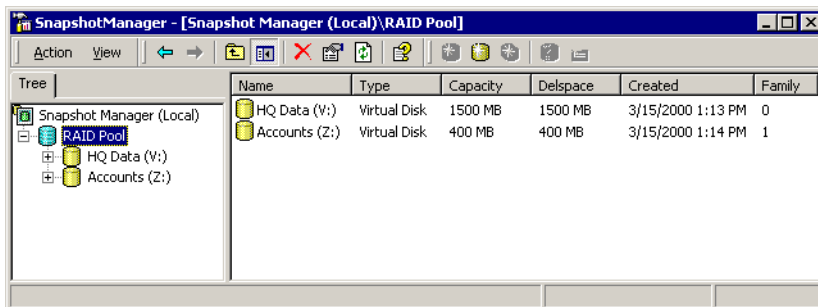 SnapshotManager - [Snapshot Manager (Local)\RAID Pool]
Action View
Tree
Name Type Capacity Delspace Created Family
Snapshot Manager (Local)
RAID Pool
HQ Data (V:)
Accounts (Z:)
HQ Data (V:) Virtual Disk 1500 MB 1500 MB 3/15/2000 1:13 PM 0
Accounts (Z:) Virtual Disk 400 MB 400 MB 3/15/2000 1:14 PM 1